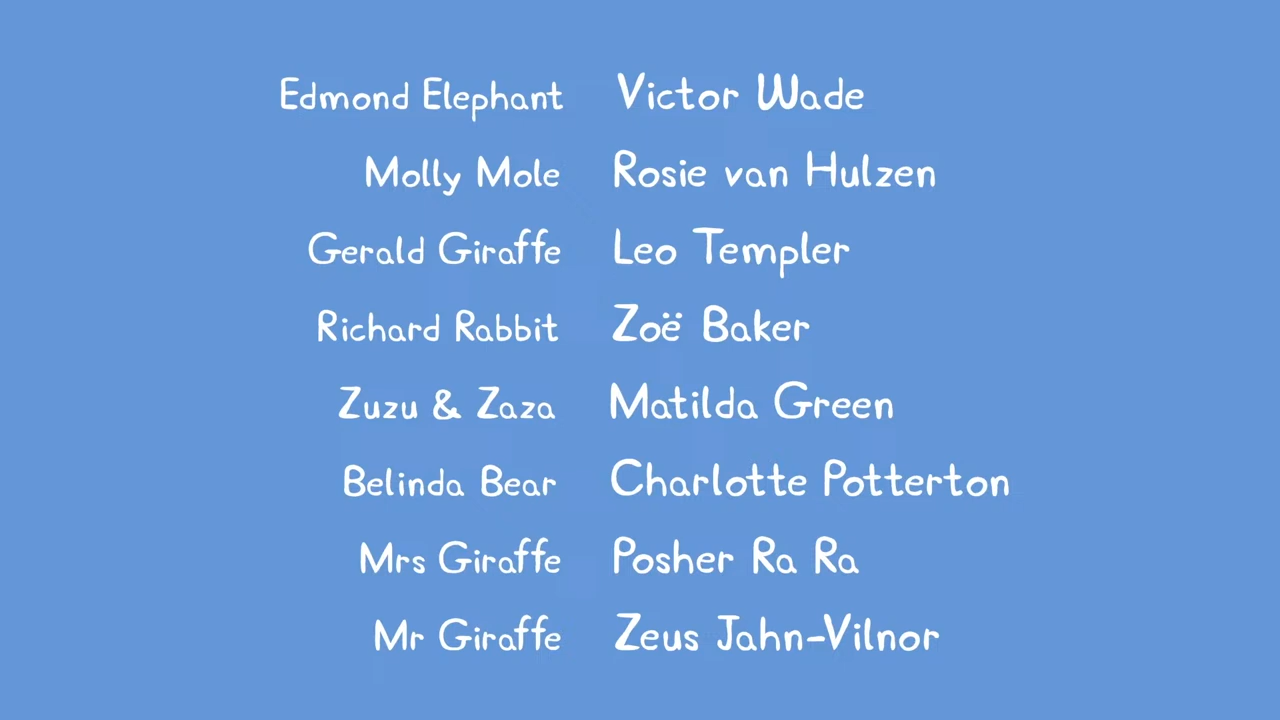 Edmond Elephant Victor Wade
Molly Mole Rosie van Hulzen
Gerald Giraffe Leo Templer
Richard Rabbit Zoë Baker
Zuzu & Zaza Matilda Green
Belinda Bear Charlotte Potterton
Mrs Giraffe Posher Ra Ra
Mr Giraffe Zeus Jahn-Vilnor